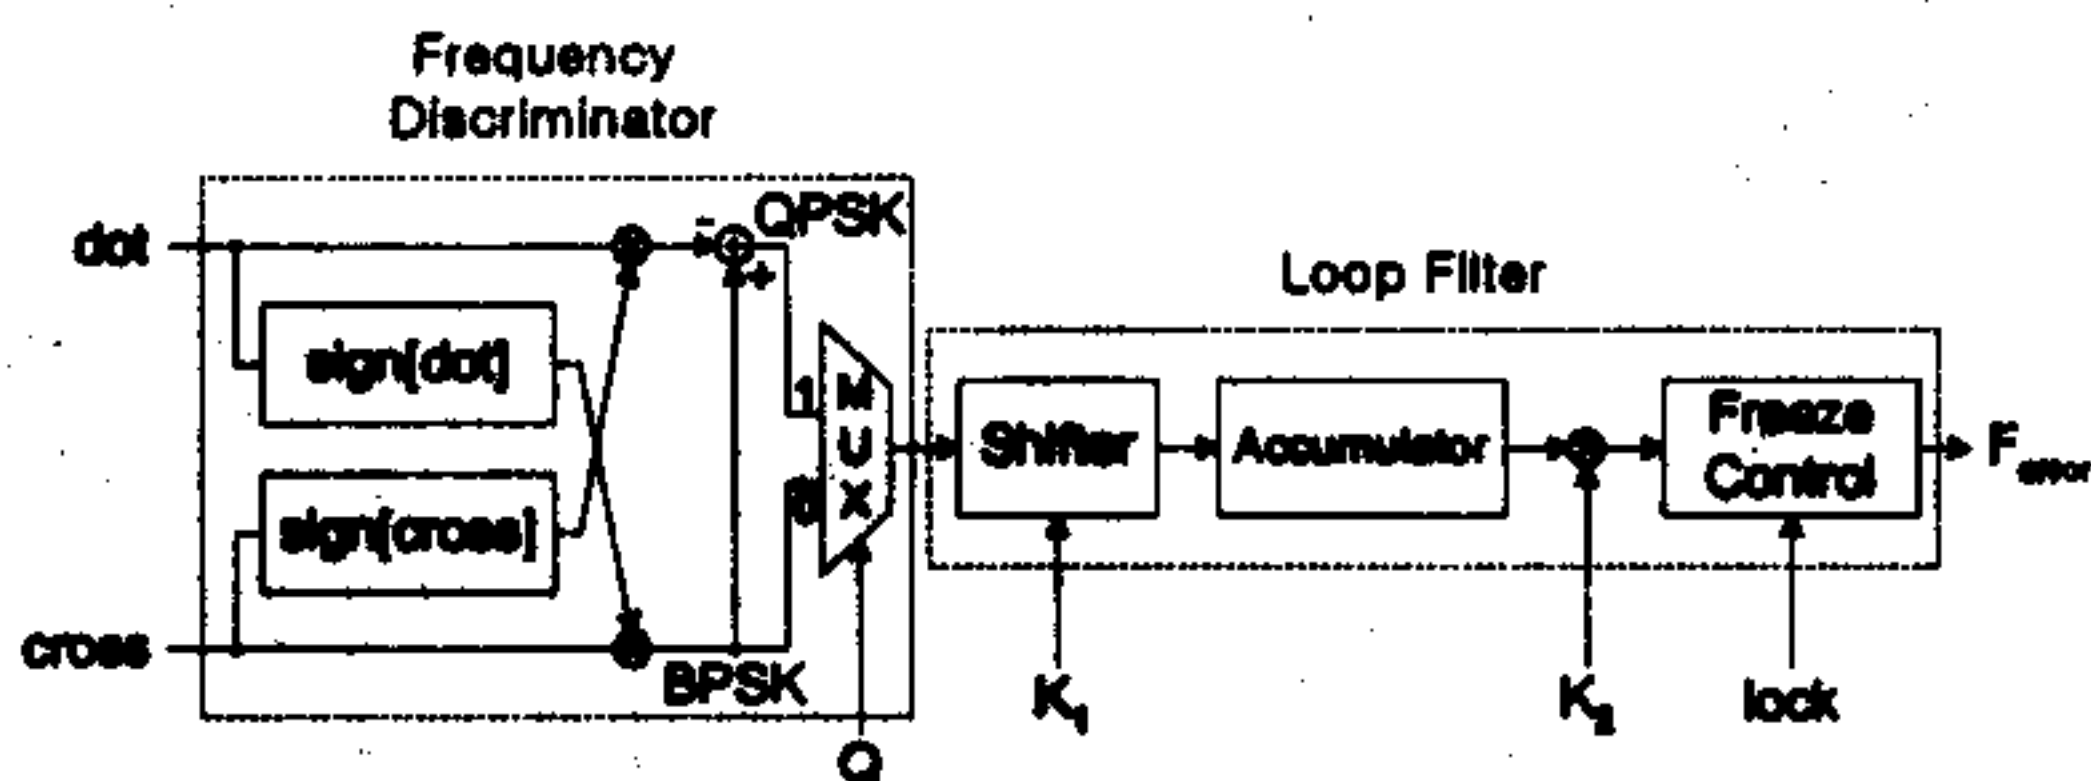 Frequency
Discriminator
dot
- QPSK
+
sign[dot]
sign[cross]
cross
BPSK
1
0
M
U
X
Q
Loop Filter
Shifter
Accumulator
Freeze
Control
F error
K1
K2
lock